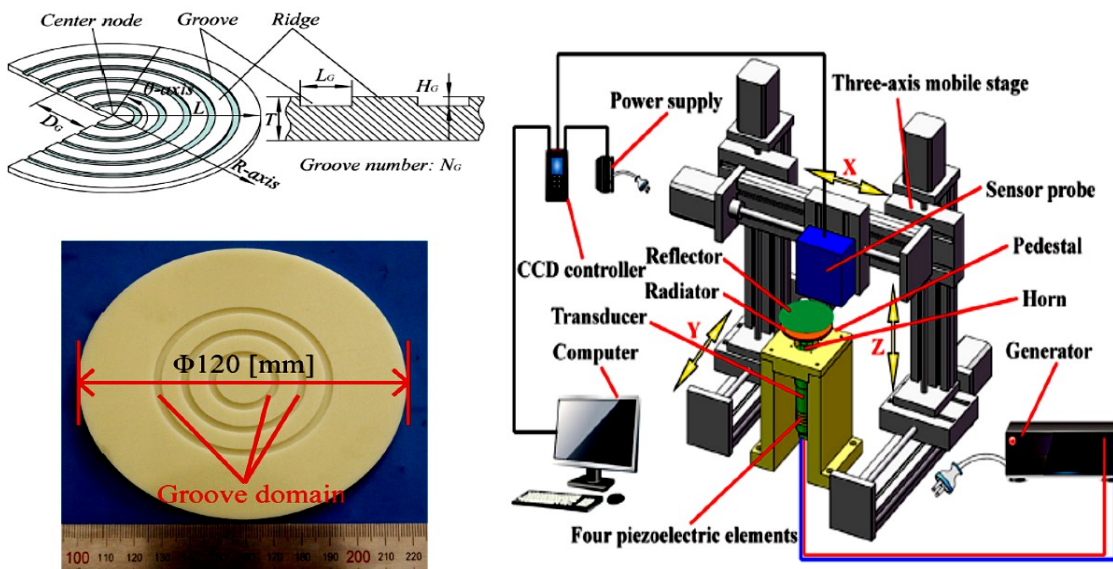 Center node
Groove
Ridge
L_G
H_G
θ-axis
L
T
D_G
R-axis
Groove number: N_G
Φ120 [mm]
Groove domain
100 110 120 130 140 150 160 170 180 190 200 210 220
Power supply
Three-axis mobile stage
X
Sensor probe
CCD controller
Reflector
Pedestal
Radiator
Horn
Transducer
Y
Z
Generator
Computer
Four piezoelectric elements